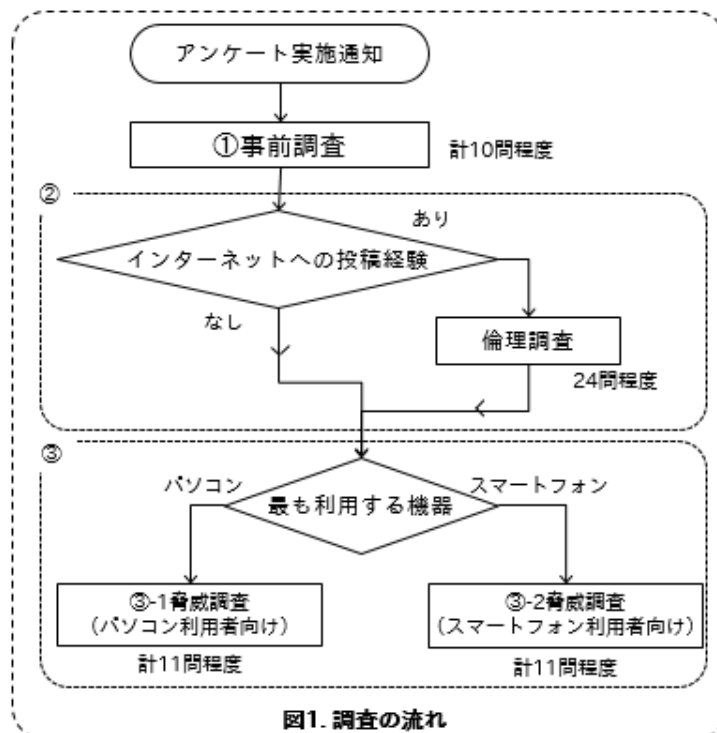 アンケート実施通知
①事前調査
計10問程度
②
あり
インターネットへの投稿経験
なし
倫理調査
24問程度
③
パソコン
スマートフォン
最も利用する機器
③-1脅威調査
（パソコン利用者向け）
計11問程度
③-2脅威調査
（スマートフォン利用者向け）
計11問程度
図1. 調査の流れ